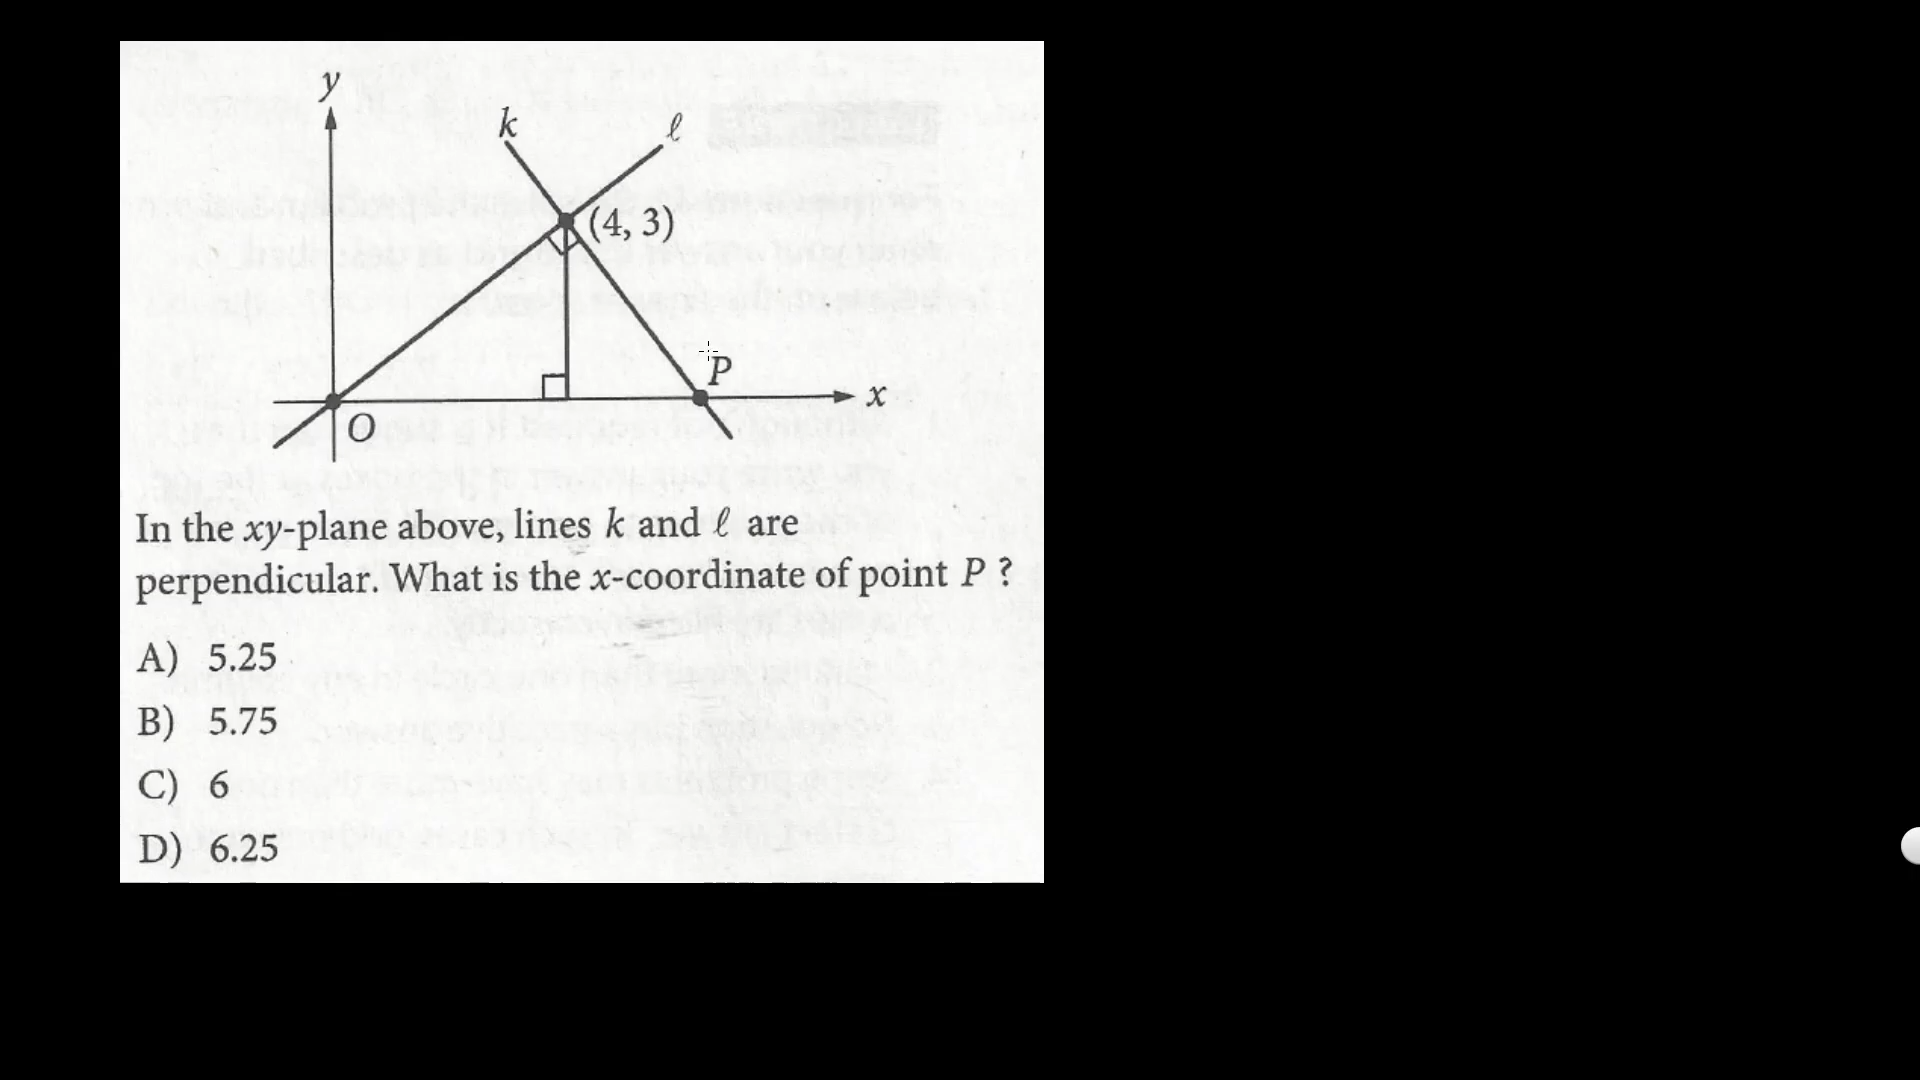 y
k
ℓ
(4, 3)
P
x
O
In the xy-plane above, lines k and ℓ are
perpendicular. What is the x-coordinate of point P ?
A) 5.25
B) 5.75
C) 6
D) 6.25